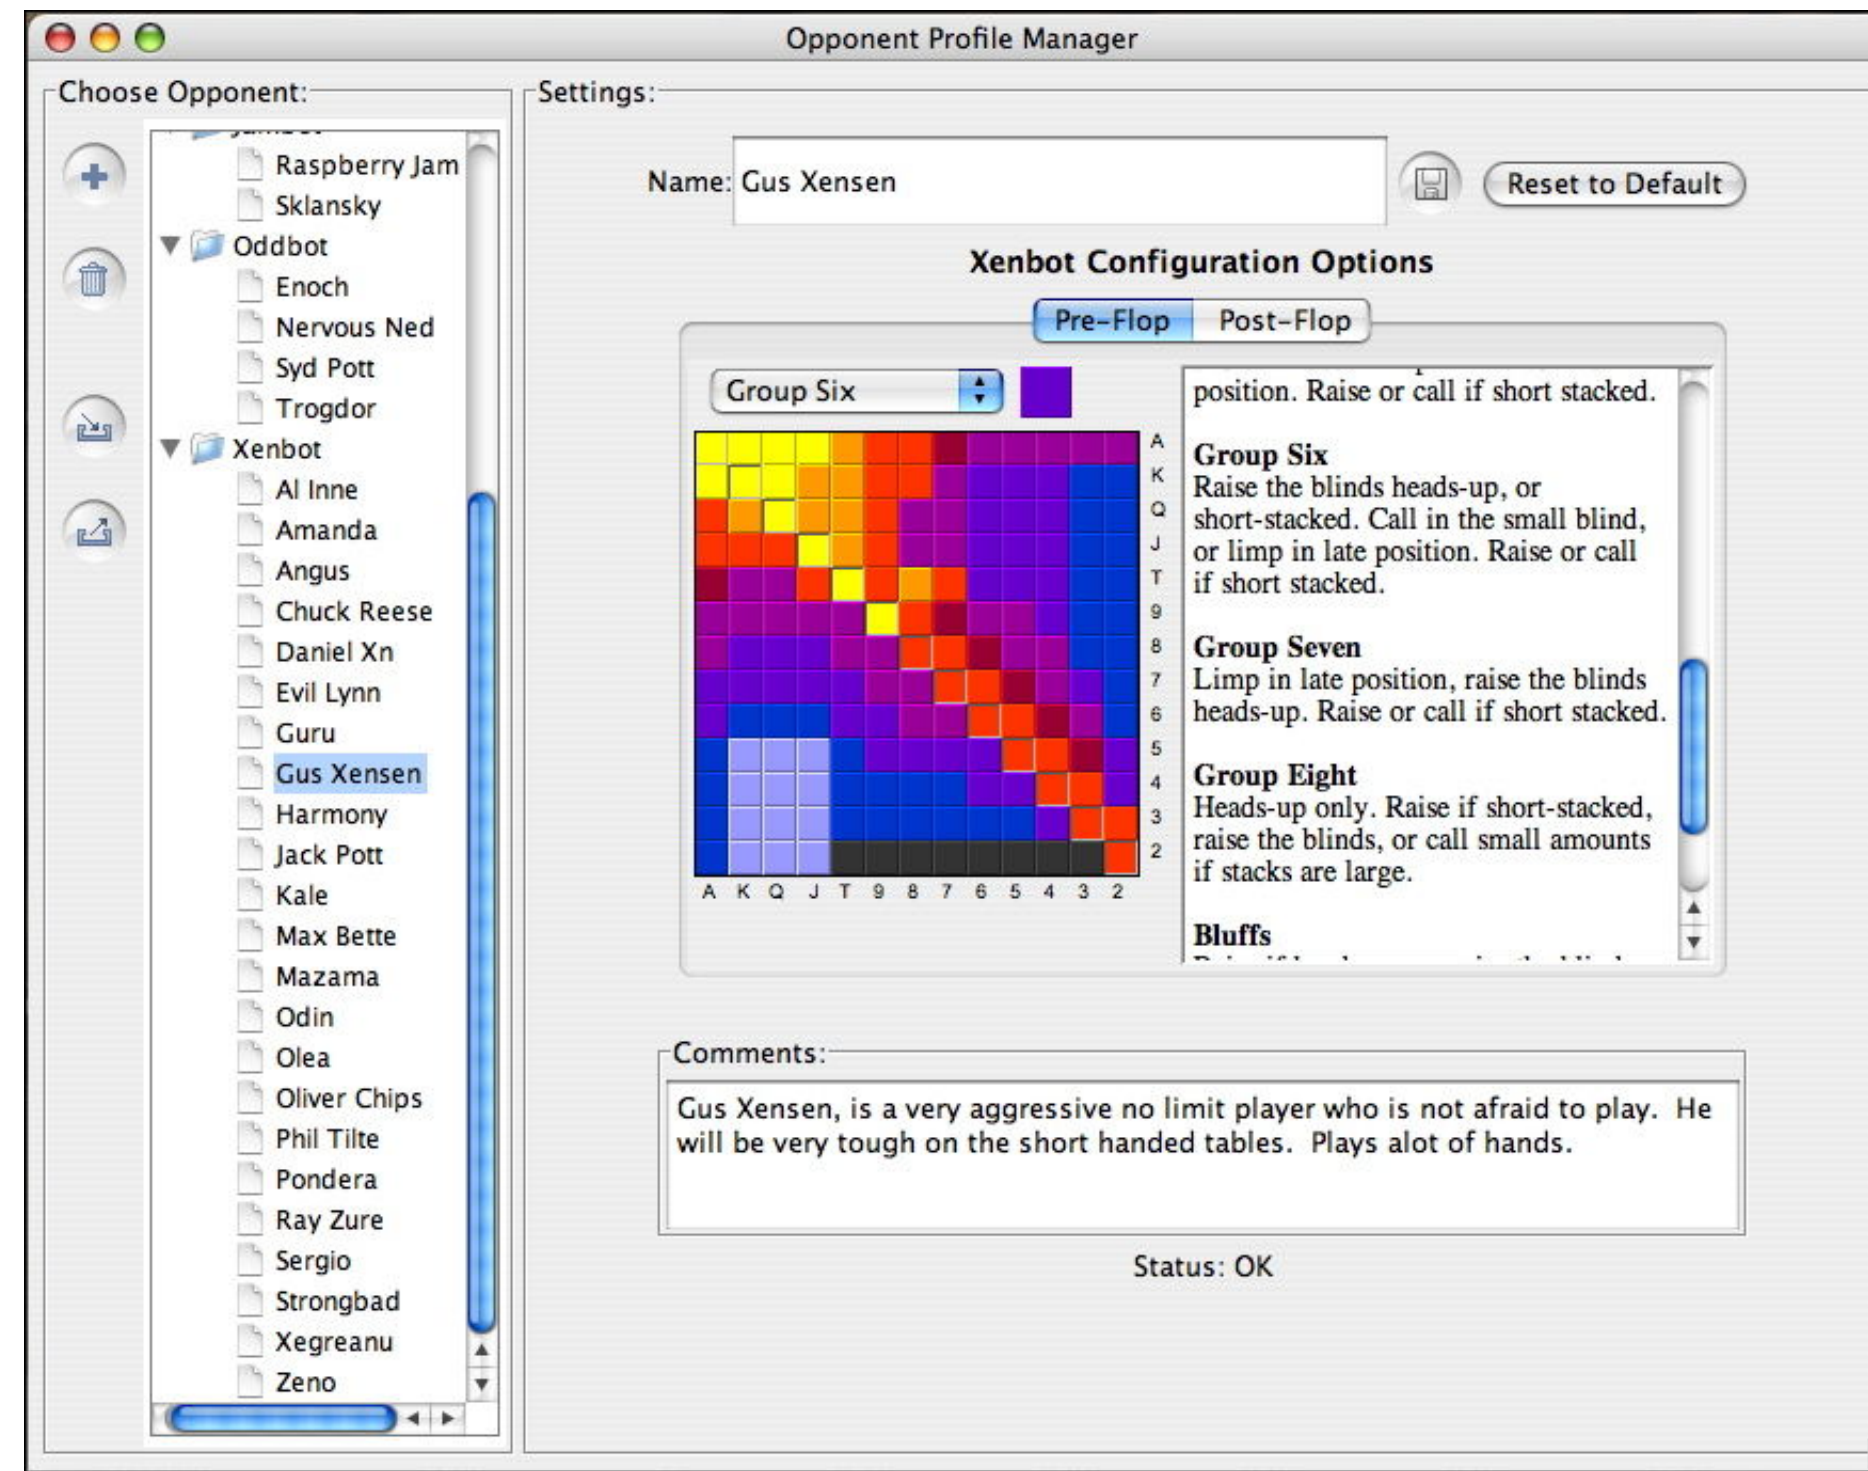 Opponent Profile Manager
Choose Opponent:
Raspberry Jam
Sklansky
Oddbot
Enoch
Nervous Ned
Syd Pott
Trogdor
Xenbot
Al Inne
Amanda
Angus
Chuck Reese
Daniel Xn
Evil Lynn
Guru
Gus Xensen
Harmony
Jack Pott
Kale
Max Bette
Mazama
Odin
Olea
Oliver Chips
Phil Tilte
Pondera
Ray Zure
Sergio
Strongbad
Xegreanu
Zeno
Settings:
Name: Gus Xensen
Reset to Default
Xenbot Configuration Options
Pre-Flop Post-Flop
Group Six
A
K
Q
J
T
9
8
7
6
5
4
3
2
A K Q J T 9 8 7 6 5 4 3 2
position. Raise or call if short stacked.
Group Six
Raise the blinds heads-up, or
short-stacked. Call in the small blind,
or limp in late position. Raise or call
if short stacked.
Group Seven
Limp in late position, raise the blinds
heads-up. Raise or call if short stacked.
Group Eight
Heads-up only. Raise if short-stacked,
raise the blinds, or call small amounts
if stacks are large.
Bluffs
Comments:
Gus Xensen, is a very aggressive no limit player who is not afraid to play. He
will be very tough on the short handed tables. Plays alot of hands.
Status: OK